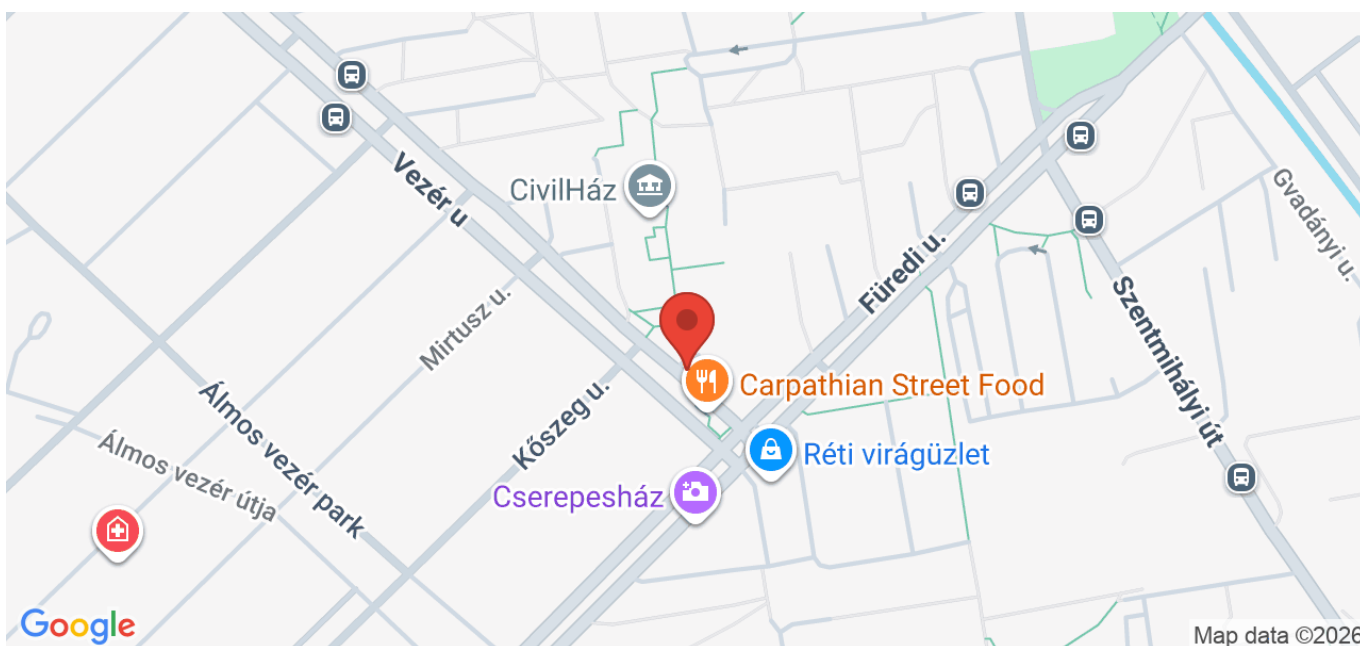 Vezér u
CivilHáz
Gvadányi u.
Füredi u.
Szentmihályi út
Mirtusz u.
Carpathian Street Food
Álmos vezér park
Kőszeg u.
Álmos vezér útja
Réti virágüzlet
Cserepesház
Google
Map data ©2026